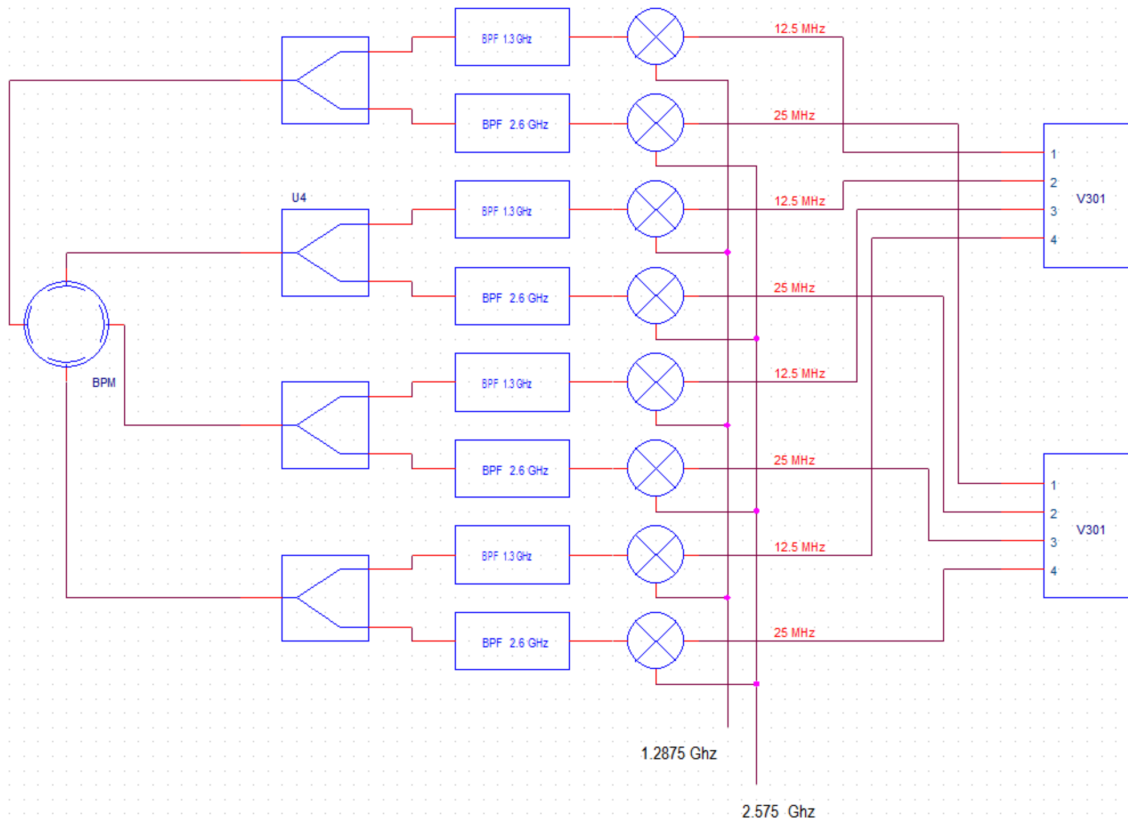 BPF 1.3 GHz
12.5 MHz
BPF 2.6 GHz
25 MHz
1
2
3
4
V301
U4
BPF 1.3 GHz
12.5 MHz
BPF 2.6 GHz
25 MHz
BPM
BPF 1.3 GHz
12.5 MHz
BPF 2.6 GHz
25 MHz
1
2
3
4
V301
BPF 1.3 GHz
12.5 MHz
BPF 2.6 GHz
25 MHz
1.2875 Ghz
2.575 Ghz